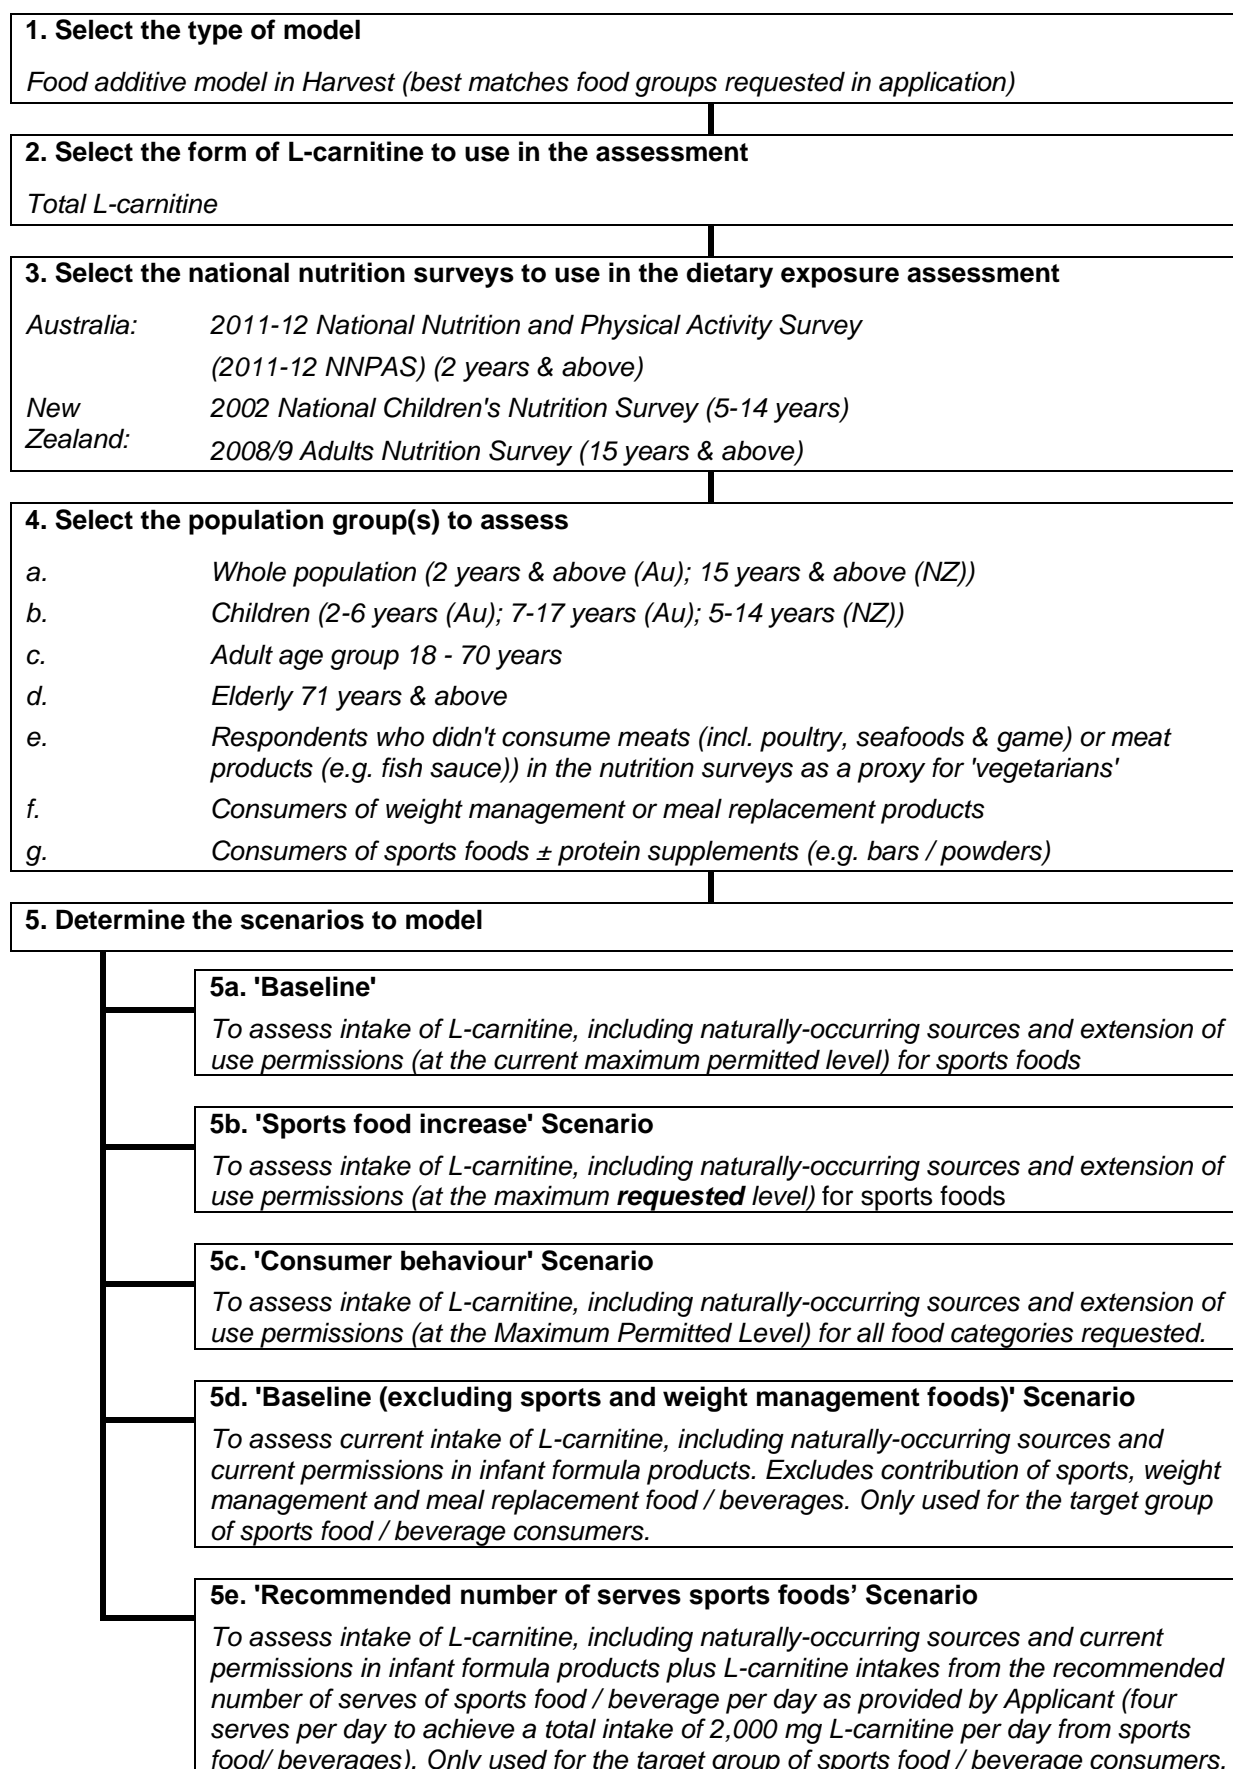 1. Select the type of model
Food additive model in Harvest (best matches food groups requested in application)
2. Select the form of L-carnitine to use in the assessment
Total L-carnitine
3. Select the national nutrition surveys to use in the dietary exposure assessment
Australia: 2011-12 National Nutrition and Physical Activity Survey
(2011-12 NNPAS) (2 years & above)
New Zealand: 2002 National Children's Nutrition Survey (5-14 years)
2008/9 Adults Nutrition Survey (15 years & above)
4. Select the population group(s) to assess
a. Whole population (2 years & above (Au); 15 years & above (NZ))
b. Children (2-6 years (Au); 7-17 years (Au); 5-14 years (NZ))
c. Adult age group 18 - 70 years
d. Elderly 71 years & above
e. Respondents who didn't consume meats (incl. poultry, seafoods & game) or meat
products (e.g. fish sauce)) in the nutrition surveys as a proxy for 'vegetarians'
f. Consumers of weight management or meal replacement products
g. Consumers of sports foods ± protein supplements (e.g. bars / powders)
5. Determine the scenarios to model
5a. 'Baseline'
To assess intake of L-carnitine, including naturally-occurring sources and extension of
use permissions (at the current maximum permitted level) for sports foods
5b. 'Sports food increase' Scenario
To assess intake of L-carnitine, including naturally-occurring sources and extension of
use permissions (at the maximum requested level) for sports foods
5c. 'Consumer behaviour' Scenario
To assess intake of L-carnitine, including naturally-occurring sources and extension of
use permissions (at the Maximum Permitted Level) for all food categories requested.
5d. 'Baseline (excluding sports and weight management foods)' Scenario
To assess current intake of L-carnitine, including naturally-occurring sources and
current permissions in infant formula products. Excludes contribution of sports, weight
management and meal replacement food / beverages. Only used for the target group
of sports food / beverage consumers.
5e. 'Recommended number of serves sports foods’ Scenario
To assess intake of L-carnitine, including naturally-occurring sources and current
permissions in infant formula products plus L-carnitine intakes from the recommended
number of serves of sports food / beverage per day as provided by Applicant (four
serves per day to achieve a total intake of 2,000 mg L-carnitine per day from sports
food/ beverages). Only used for the target group of sports food / beverage consumers.